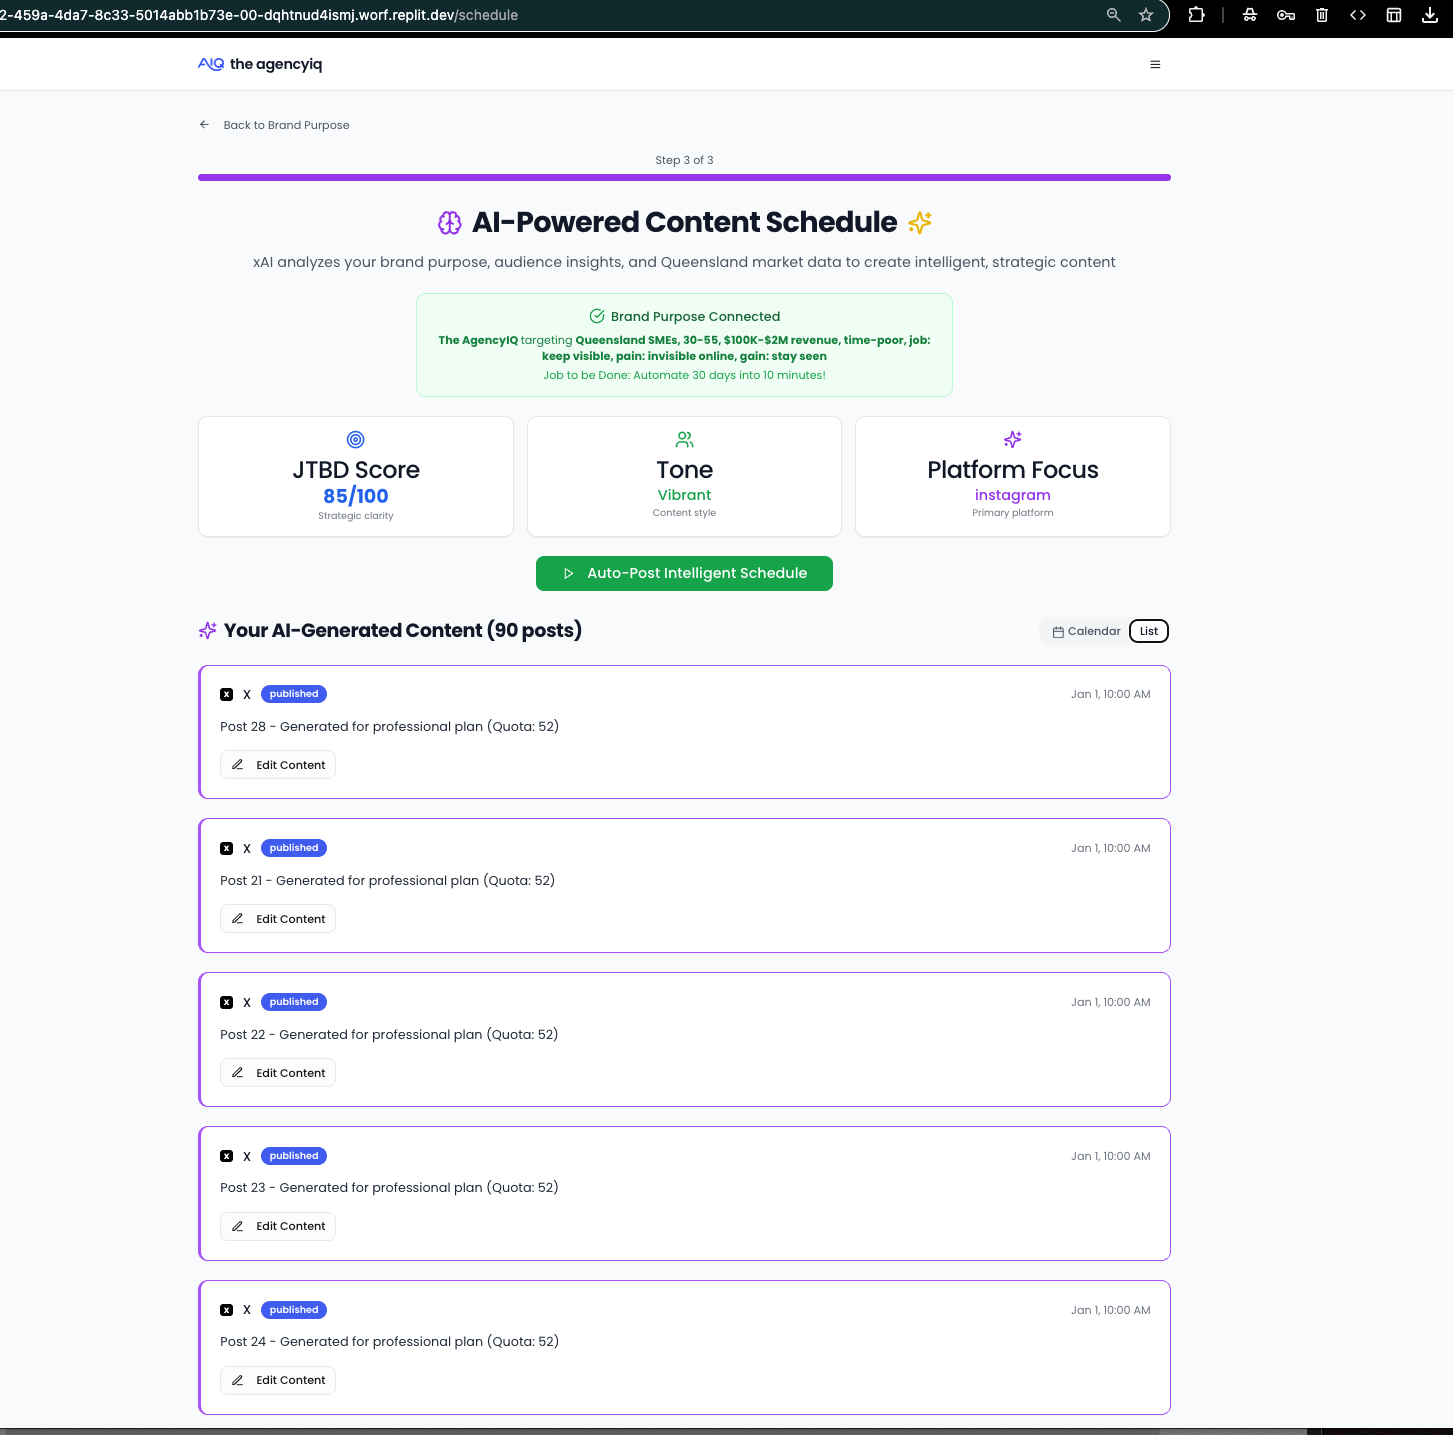 2-459a-4da7-8c33-5014abb1b73e-00-dqhtnud4ismj.worf.replit.dev/schedule
AIQ the agencyiq
Back to Brand Purpose
Step 3 of 3
AI-Powered Content Schedule
xAI analyzes your brand purpose, audience insights, and Queensland market data to create intelligent, strategic content
Brand Purpose Connected
The AgencyIQ targeting Queensland SMEs, 30-55, $100K-$2M revenue, time-poor, job:
keep visible, pain: invisible online, gain: stay seen
Job to be Done: Automate 30 days into 10 minutes!
JTBD Score
85/100
Strategic clarity
Tone
Vibrant
Content style
Platform Focus
instagram
Primary platform
Auto-Post Intelligent Schedule
Your AI-Generated Content (90 posts)
Calendar List
X X published Jan 1, 10:00 AM
Post 28 - Generated for professional plan (Quota: 52)
Edit Content
X X published Jan 1, 10:00 AM
Post 21 - Generated for professional plan (Quota: 52)
Edit Content
X X published Jan 1, 10:00 AM
Post 22 - Generated for professional plan (Quota: 52)
Edit Content
X X published Jan 1, 10:00 AM
Post 23 - Generated for professional plan (Quota: 52)
Edit Content
X X published Jan 1, 10:00 AM
Post 24 - Generated for professional plan (Quota: 52)
Edit Content